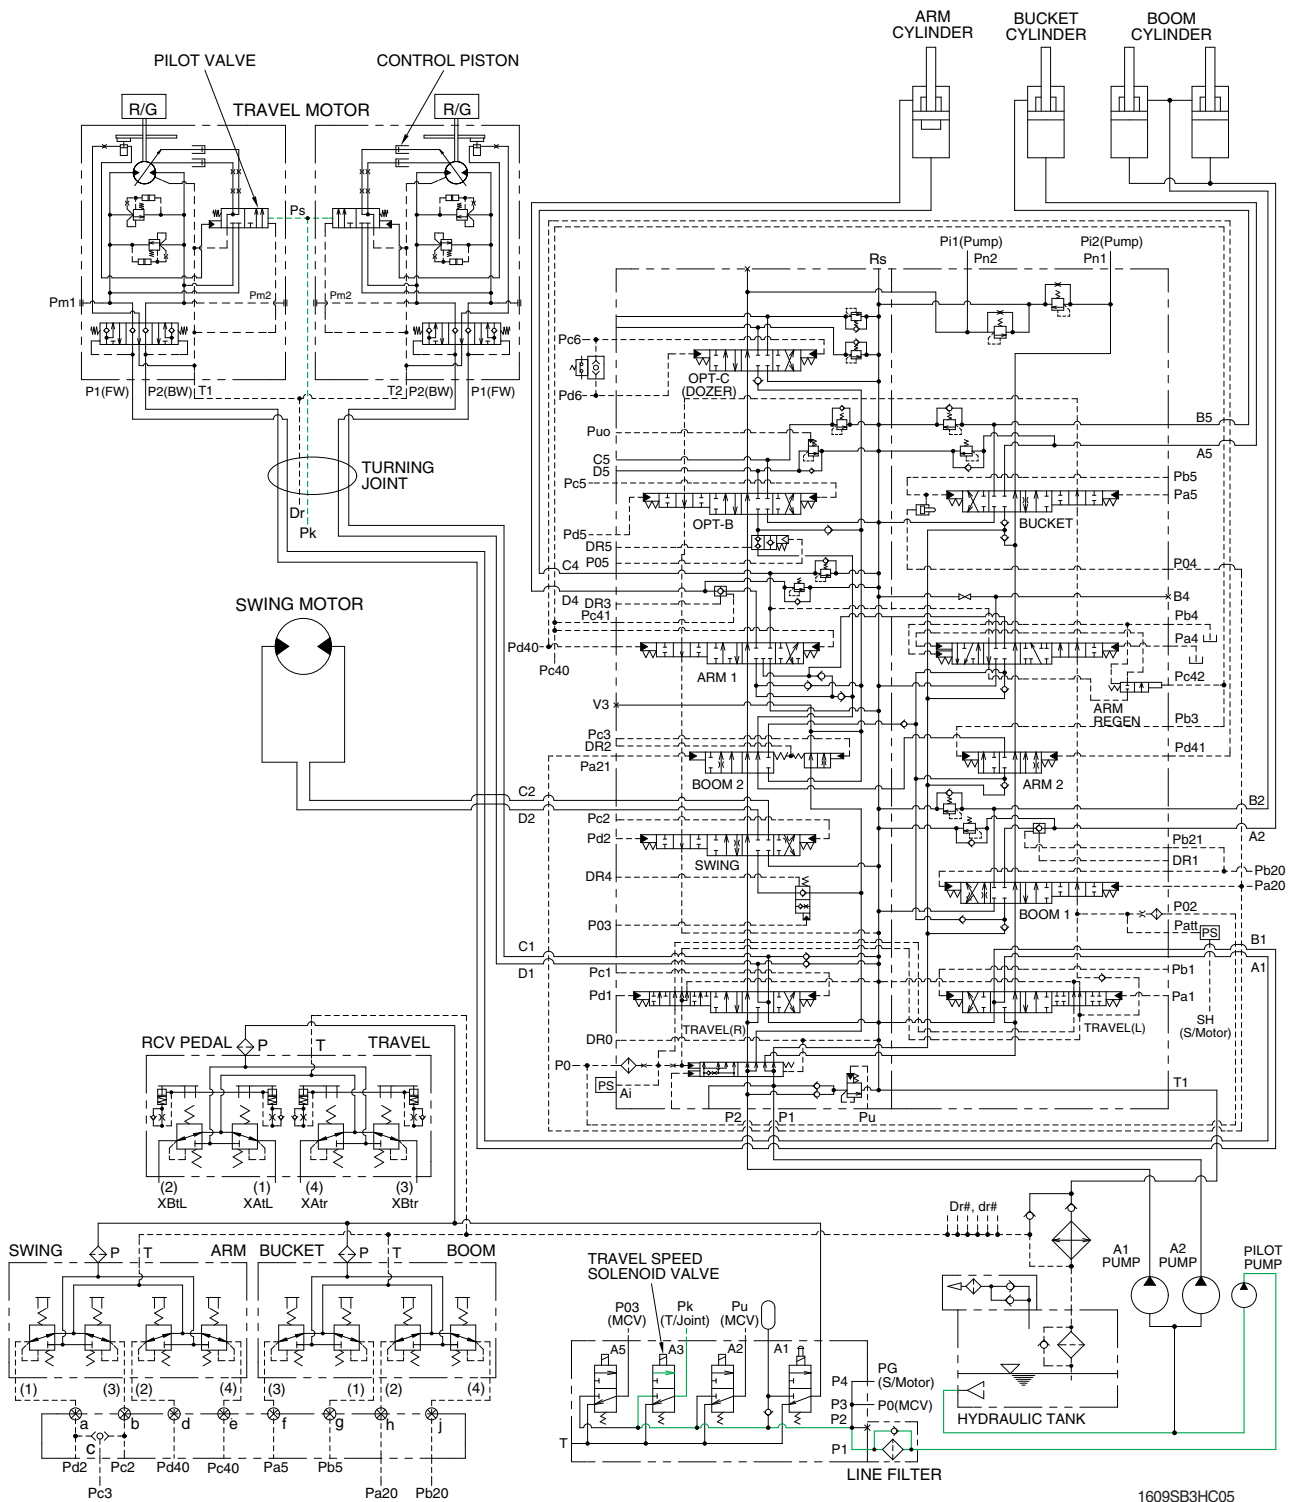 ARM
CYLINDER
BUCKET
CYLINDER
BOOM
CYLINDER
PILOT VALVE
CONTROL PISTON
R/G
TRAVEL MOTOR
R/G
Ps
Pm1
Pm2
Pm2
P1(FW)
P2(BW)
T1
T2
P2(BW)
P1(FW)
TURNING
JOINT
Dr
Pk
SWING MOTOR
Rs
Pi1(Pump)
Pn2
Pi2(Pump)
Pn1
Pc6
OPT-C
(DOZER)
Pd6
Puo
C5
D5
Pc5
OPT-B
Pd5
DR5
P05
C4
D4
DR3
Pc41
Pd40
Pc40
ARM 1
V3
Pc3
DR2
Pa21
BOOM 2
C2
D2
Pc2
Pd2
SWING
DR4
P03
C1
D1
Pc1
Pd1
TRAVEL(R)
DR0
P0
PS
Ai
P2
P1
Pu
B5
A5
Pb5
Pa5
BUCKET
P04
B4
Pb4
Pa4
Pc42
ARM
REGEN
Pb3
Pd41
ARM 2
B2
A2
Pb21
DR1
Pb20
Pa20
BOOM 1
P02
Patt
PS
B1
A1
Pb1
Pa1
TRAVEL(L)
SH
(S/Motor)
T1
RCV PEDAL
P
T
TRAVEL
(2)
XBtL
(1)
XAtL
(4)
XAtr
(3)
XBtr
SWING
P
T
ARM
BUCKET
P
T
BOOM
(1)
(3)
(2)
(4)
(3)
(1)
(2)
(4)
a
b
d
e
f
g
h
j
c
Pd2
Pc2
Pd40
Pc40
Pa5
Pb5
Pc3
Pa20
Pb20
TRAVEL SPEED
SOLENOID VALVE
P03
(MCV)
Pk
(T/Joint)
Pu
(MCV)
A5
A3
A2
A1
T
P4
PG
(S/Motor)
P3
P0(MCV)
P2
P1
LINE FILTER
Dr#, dr#
A1
PUMP
A2
PUMP
PILOT
PUMP
HYDRAULIC TANK
1609SB3HC05